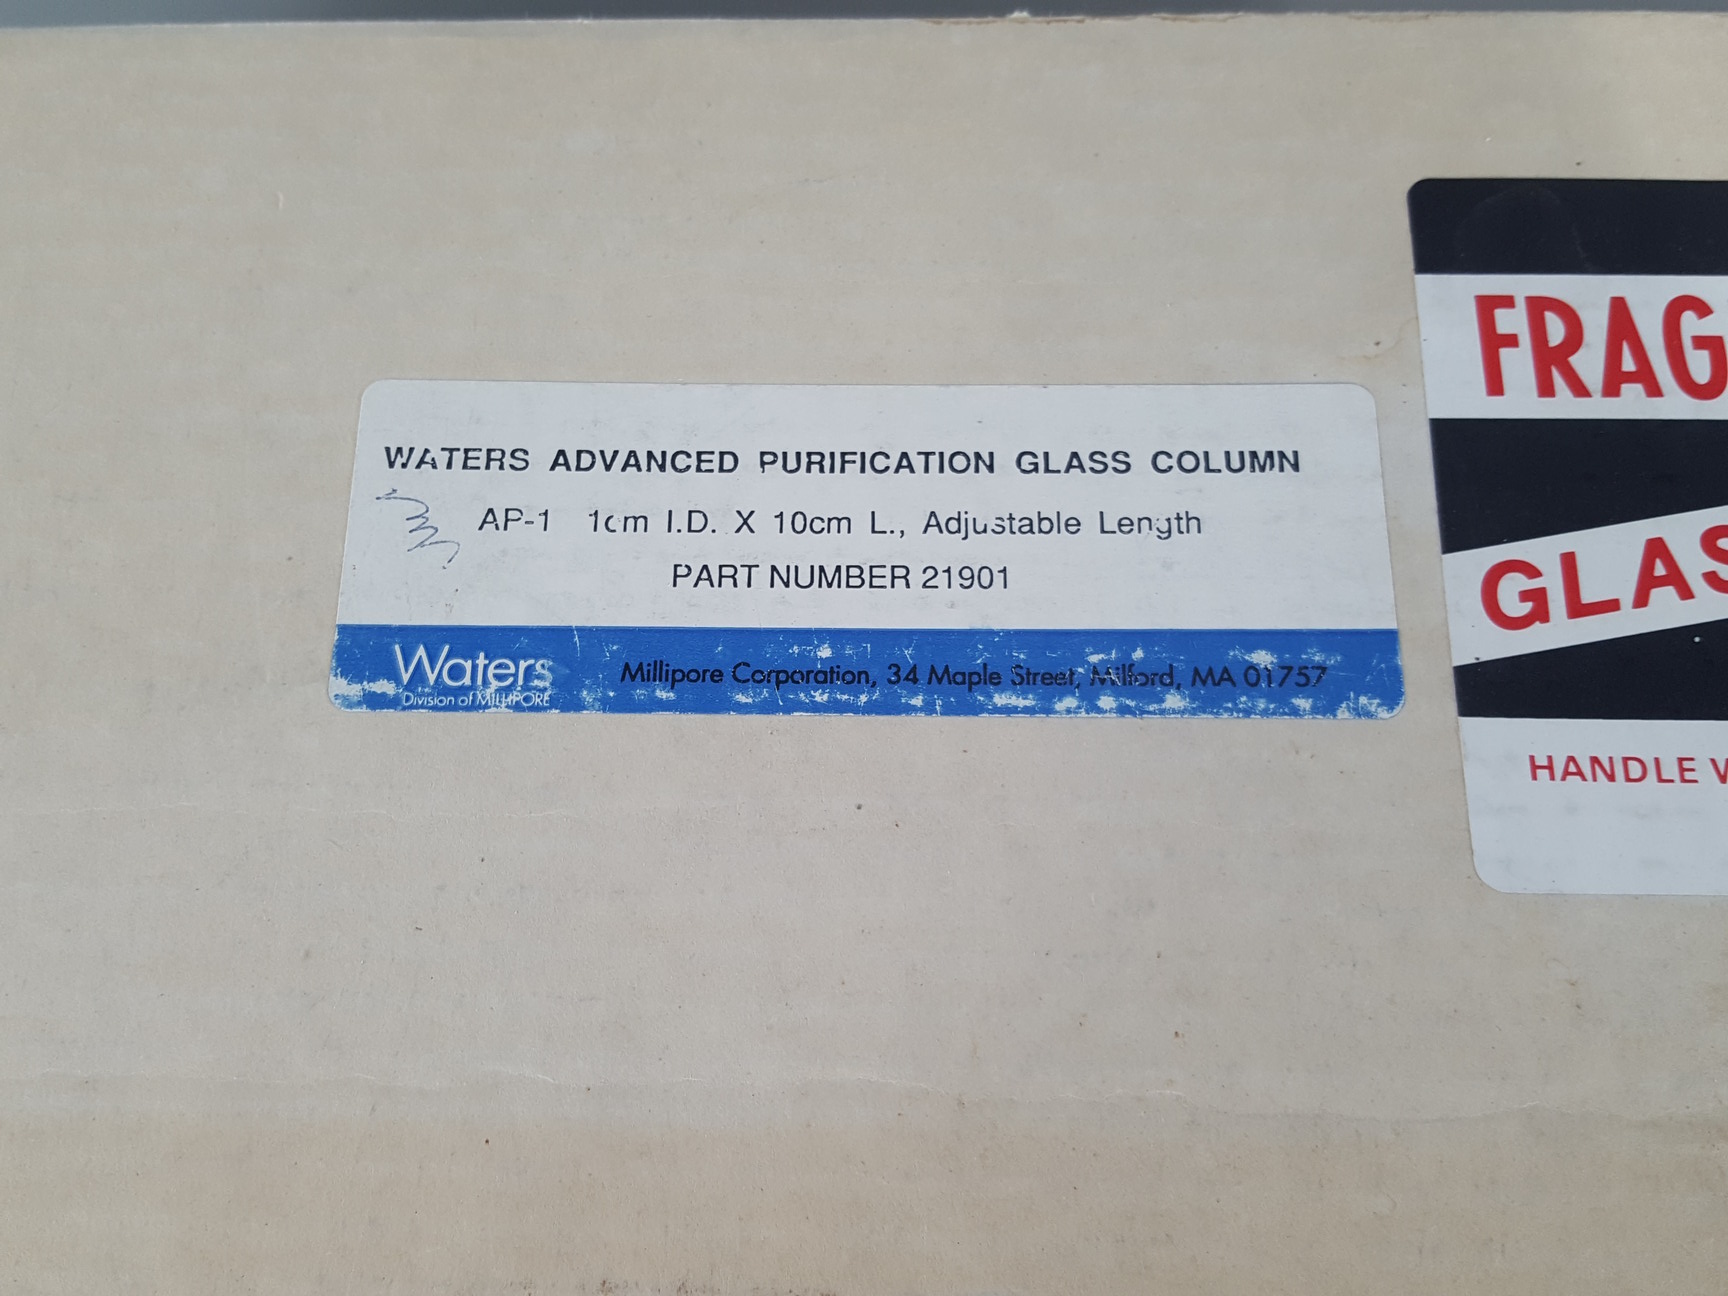 WATERS ADVANCED PURIFICATION GLASS COLUMN
AP-1 1cm I.D. X 10cm L., Adjustable Length
PART NUMBER 21901
Waters
Division of MILLIPORE
Millipore Corporation, 34 Maple Street, Milford, MA 01757
FRAG
GLAS
HANDLE